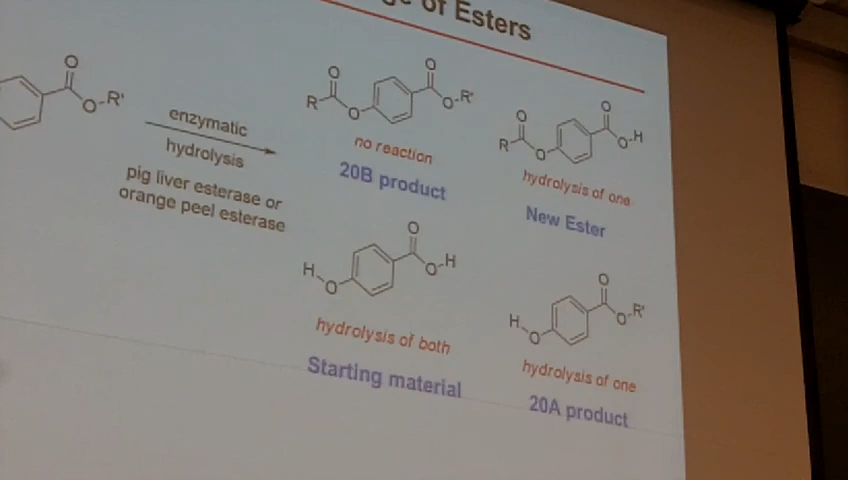 of Esters
O
O-R'
enzymatic
hydrolysis
pig liver esterase or
orange peel esterase
O
R
O
O
O-R'
no reaction
20B product
O
R
O
O
O-H
hydrolysis of one
New Ester
H
O
O
O-H
hydrolysis of both
Starting material
H
O
O
O-R'
hydrolysis of one
20A product